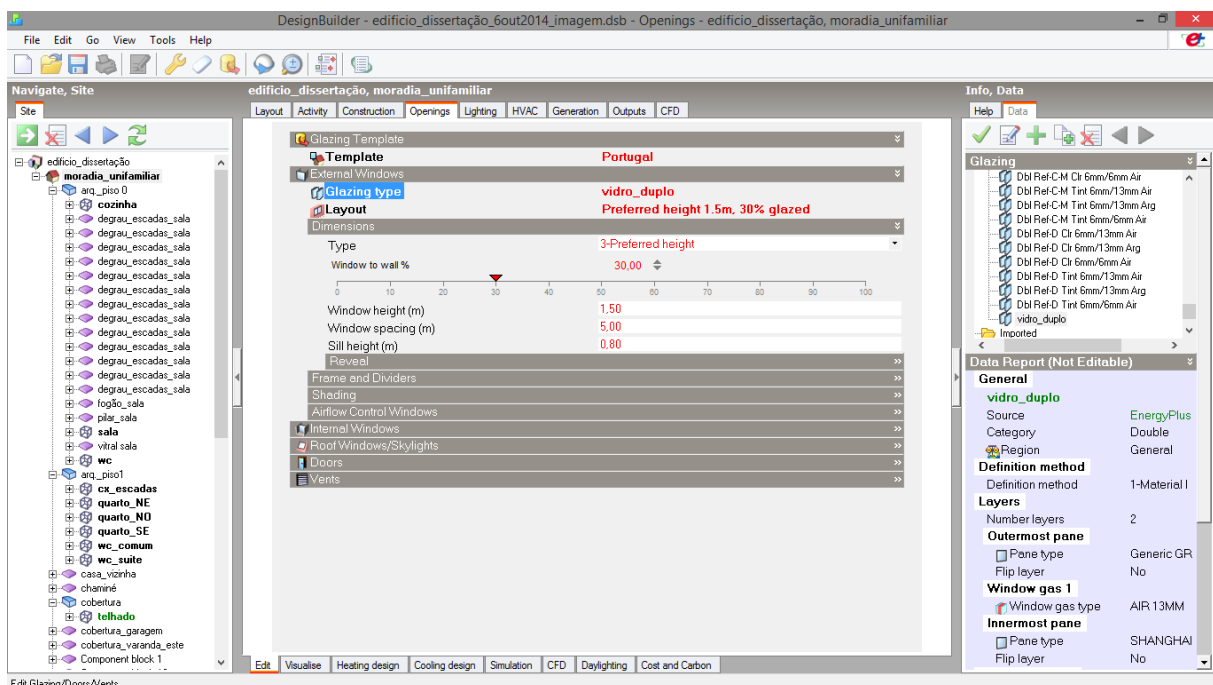 DesignBuilder - edificio_dissertação_6out2014_imagem.dsb - Openings - edificio_dissertação, moradia_unifamiliar
File Edit Go View Tools Help
Navigate, Site
Site
edificio_dissertação
moradia_unifamiliar
arq_piso 0
cozinha
degrau_escadas_sala
degrau_escadas_sala
degrau_escadas_sala
degrau_escadas_sala
degrau_escadas_sala
degrau_escadas_sala
degrau_escadas_sala
degrau_escadas_sala
degrau_escadas_sala
degrau_escadas_sala
degrau_escadas_sala
degrau_escadas_sala
degrau_escadas_sala
fogão_sala
pilar_sala
sala
vitral sala
wc
arq_piso1
cx_escadas
quarto_NE
quarto_NO
quarto_SE
wc_comum
wc_suite
casa_vizinha
chaminé
cobertura
telhado
cobertura_garagem
cobertura_varanda_este
Component block 1
edificio_dissertação, moradia_unifamiliar
Layout Activity Construction Openings Lighting HVAC Generation Outputs CFD
Glazing Template
Template Portugal
External Windows
Glazing type vidro_duplo
Layout Preferred height 1.5m, 30% glazed
Dimensions
Type 3-Preferred height
Window to wall % 30,00
0 10 20 30 40 50 60 70 80 90 100
Window height (m) 1,50
Window spacing (m) 5,00
Sill height (m) 0,80
Reveal
Frame and Dividers
Shading
Airflow Control Windows
Internal Windows
Roof Windows/Skylights
Doors
Vents
Edit Visualise Heating design Cooling design Simulation CFD Daylighting Cost and Carbon
Info, Data
Help Data
Glazing
Dbl Ref-C-M Clr 6mm/6mm Air
Dbl Ref-C-M Tint 6mm/13mm Air
Dbl Ref-C-M Tint 6mm/13mm Arg
Dbl Ref-C-M Tint 6mm/6mm Air
Dbl Ref-D Clr 6mm/13mm Air
Dbl Ref-D Clr 6mm/13mm Arg
Dbl Ref-D Clr 6mm/6mm Air
Dbl Ref-D Tint 6mm/13mm Air
Dbl Ref-D Tint 6mm/13mm Arg
Dbl Ref-D Tint 6mm/6mm Air
vidro_duplo
Imported
Data Report (Not Editable)
General
vidro_duplo
Source EnergyPlus
Category Double
Region General
Definition method
Definition method 1-Material l
Layers
Number layers 2
Outermost pane
Pane type Generic GR
Flip layer No
Window gas 1
Window gas type AIR 13MM
Innermost pane
Pane type SHANGHAI
Flip layer No
Edit Glazing/Doors/Vents